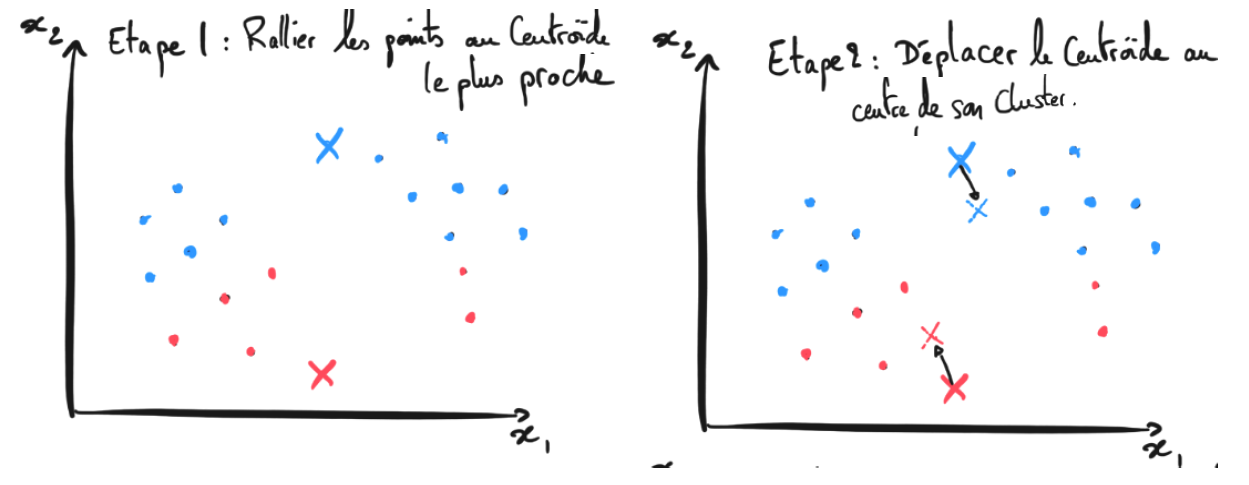 x₂
Etape 1 : Rallier les points au Centroïde
le plus proche
x₁
x₂
Etape 2 : Déplacer le Centroïde au
centre de son Cluster.
x₁